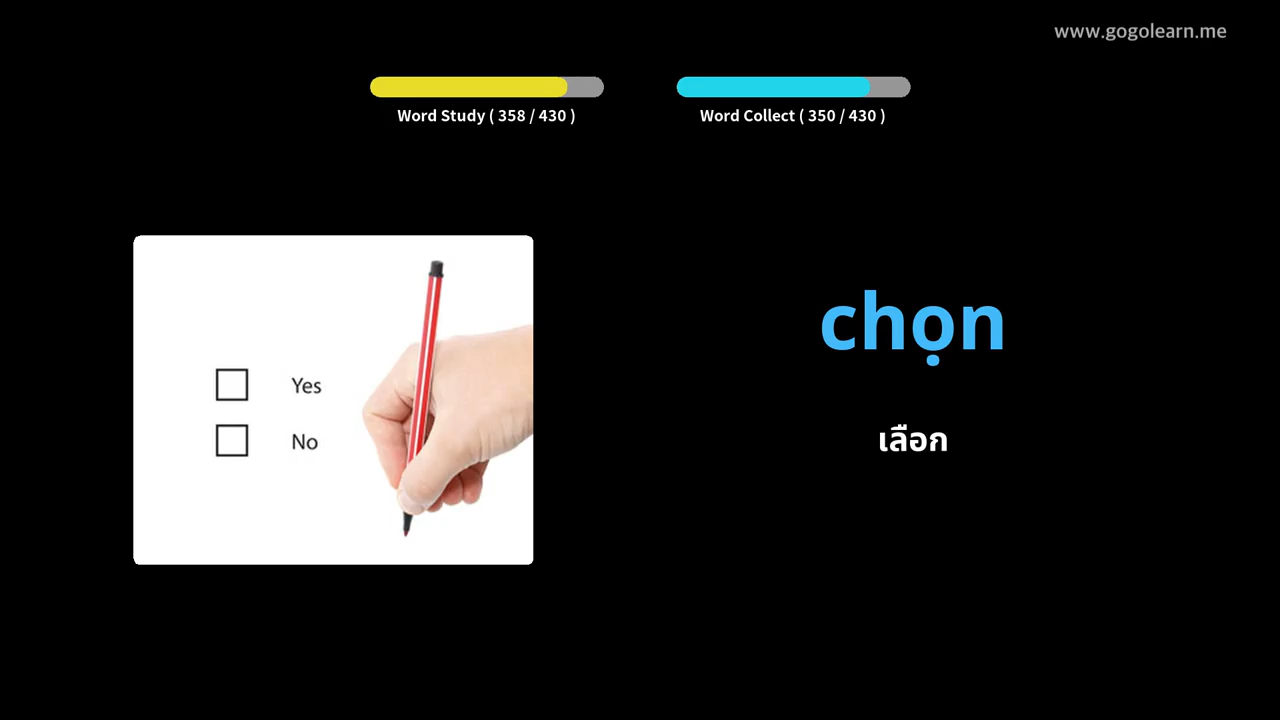 www.gogolearn.me
Word Study ( 358 / 430 )
Word Collect ( 350 / 430 )
Yes
No
chọn
เลือก